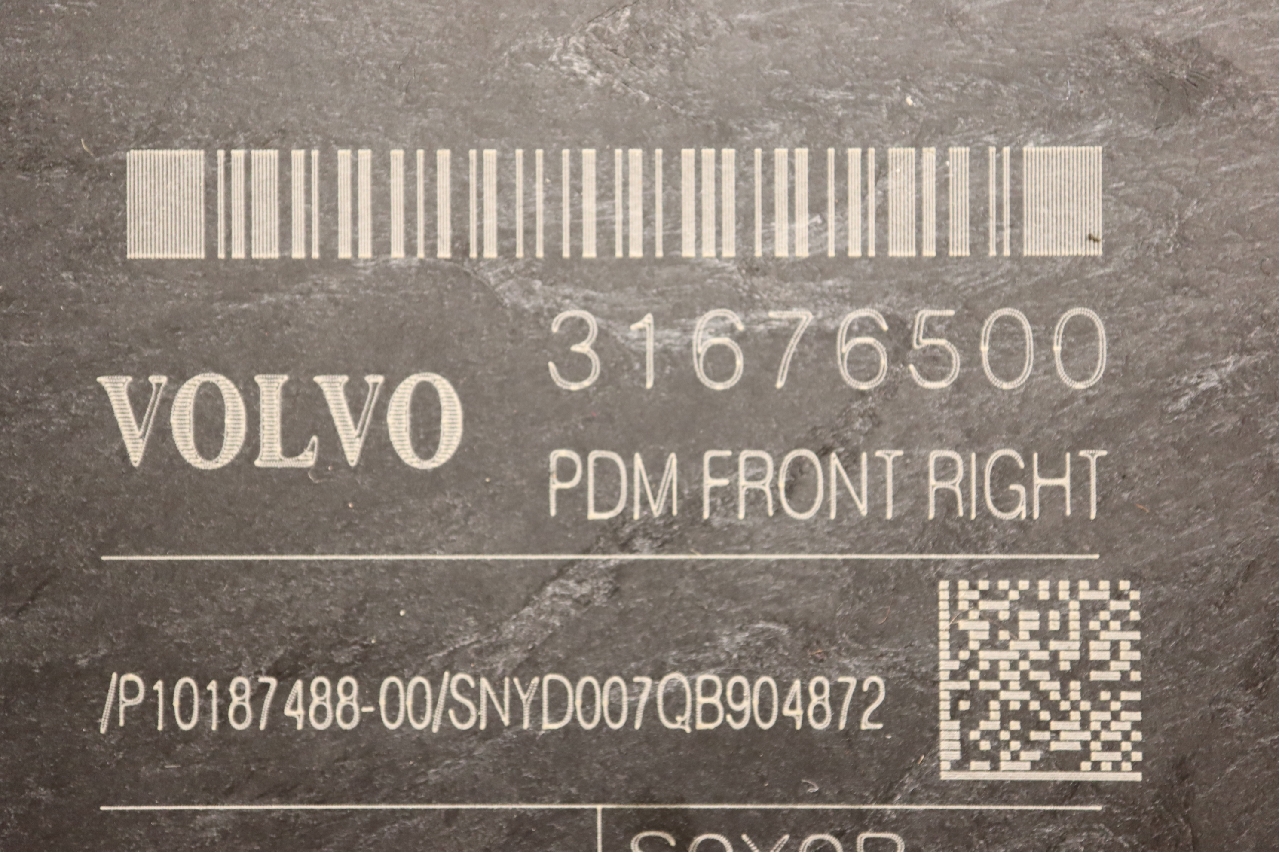 31676500
VOLVO
PDM FRONT RIGHT
/P10187488-00/SNYD007QB904872